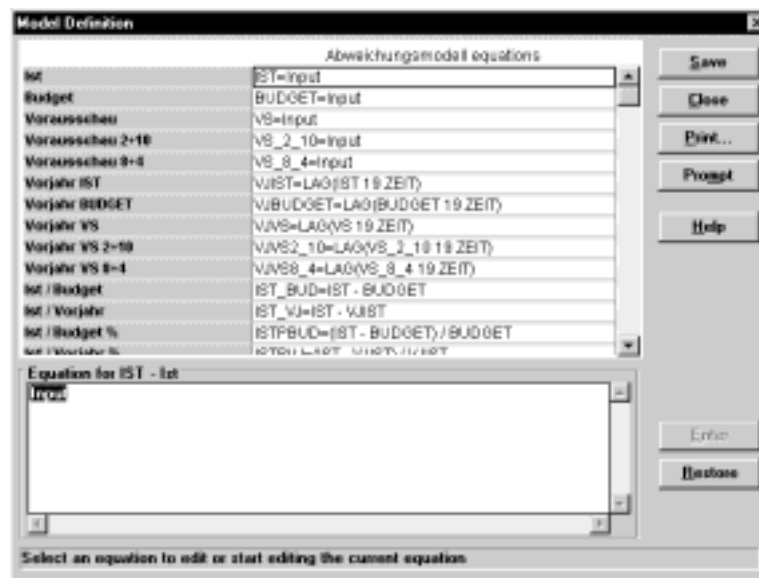 Model Definition
Abweichungsmodell equations
Ist IST=Input
Budget BUDGET=Input
Vorausschau VS=Input
Vorausschau 2+10 VS_2_10=Input
Vorausschau 8+4 VS_8_4=Input
Vorjahr IST VJIST=LAG(IST 19.ZEIT)
Vorjahr BUDGET VJBUDGET=LAG(BUDGET 19.ZEIT)
Vorjahr VS VJVS=LAG(VS 19.ZEIT)
Vorjahr VS 2+10 VJVS2_10=LAG(VS_2_10 19.ZEIT)
Vorjahr VS 8+4 VJVS8_4=LAG(VS_8_4 19.ZEIT)
Ist / Budget IST_BUD=IST - BUDGET
Ist / Vorjahr IST_VJ=IST - VJIST
Ist / Budget % ISTPBUD=(IST - BUDGET) / BUDGET
Ist / Vorjahr %
Save
Close
Print...
Prompt
Help
Equation for IST - Ist
Input
Enter
Restore
Select an equation to edit or start editing the current equation